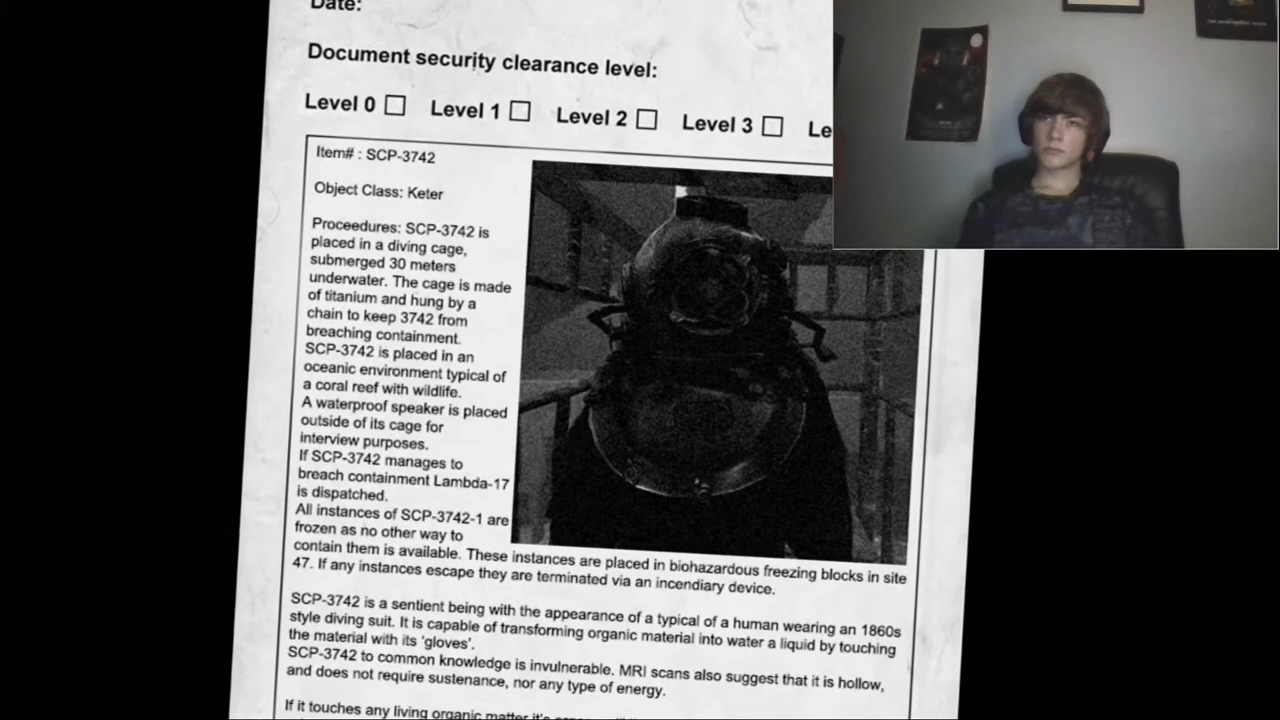 Date:
Document security clearance level:
Level 0 Level 1 Level 2 Level 3 Le
Item# : SCP-3742
Object Class: Keter
Proceedures: SCP-3742 is
placed in a diving cage,
submerged 30 meters
underwater. The cage is made
of titanium and hung by a
chain to keep 3742 from
breaching containment.
SCP-3742 is placed in an
oceanic environment typical of
a coral reef with wildlife.
A waterproof speaker is placed
outside of its cage for
interview purposes.
If SCP-3742 manages to
breach containment Lambda-17
is dispatched.
All instances of SCP-3742-1 are
frozen as no other way to
contain them is available. These instances are placed in biohazardous freezing blocks in site
47. If any instances escape they are terminated via an incendiary device.
SCP-3742 is a sentient being with the appearance of a typical of a human wearing an 1860s
style diving suit. It is capable of transforming organic material into water a liquid by touching
the material with its 'gloves'.
SCP-3742 to common knowledge is invulnerable. MRI scans also suggest that it is hollow,
and does not require sustenance, nor any type of energy.
If it touches any living organic matter it's